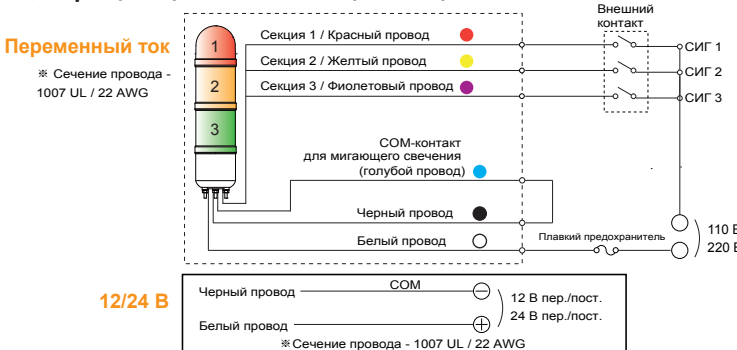 Внешний
контакт
Переменный ток
※ Сечение провода -
1007 UL / 22 AWG
1
2
3
Секция 1 / Красный провод
Секция 2 / Желтый провод
Секция 3 / Фиолетовый провод
СИГ 1
СИГ 2
СИГ 3
COM-контакт
для мигающего свечения
(голубой провод)
Черный провод
Белый провод
Плавкий предохранитель
110 В
220 В
12/24 В
Черный провод
COM
Белый провод
12 В пер./пост.
24 В пер./пост.
※Сечение провода - 1007 UL / 22 AWG